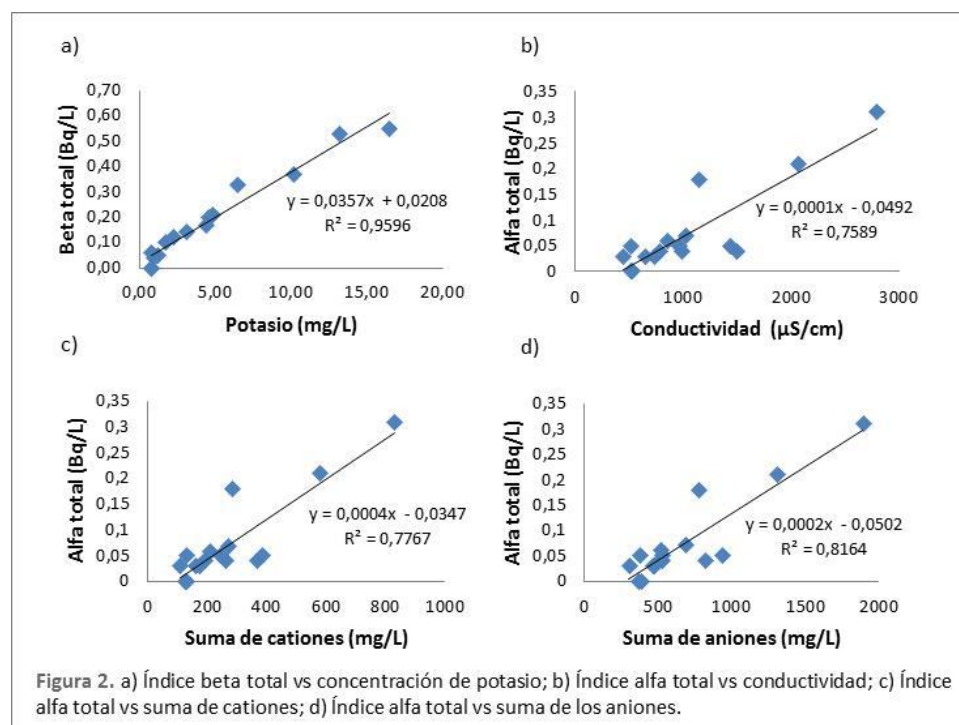 a)
0,70
0,60
0,50
0,40
0,30
0,20
0,10
0,00
Beta total (Bq/L)
y = 0,0357x + 0,0208
R² = 0,9596
0,00 5,00 10,00 15,00 20,00
Potasio (mg/L)
b)
0,35
0,3
0,25
0,2
0,15
0,1
0,05
0
Alfa total (Bq/L)
y = 0,0001x - 0,0492
R² = 0,7589
0 1000 2000 3000
Conductividad (µS/cm)
c)
0,35
0,3
0,25
0,2
0,15
0,1
0,05
0
Alfa total (Bq/L)
y = 0,0004x - 0,0347
R² = 0,7767
0 200 400 600 800 1000
Suma de cationes (mg/L)
d)
0,35
0,3
0,25
0,2
0,15
0,1
0,05
0
Alfa total (Bq/L)
y = 0,0002x - 0,0502
R² = 0,8164
0 500 1000 1500 2000
Suma de aniones (mg/L)
Figura 2. a) Índice beta total vs concentración de potasio; b) Índice alfa total vs conductividad; c) Índice
alfa total vs suma de cationes; d) Índice alfa total vs suma de los aniones.